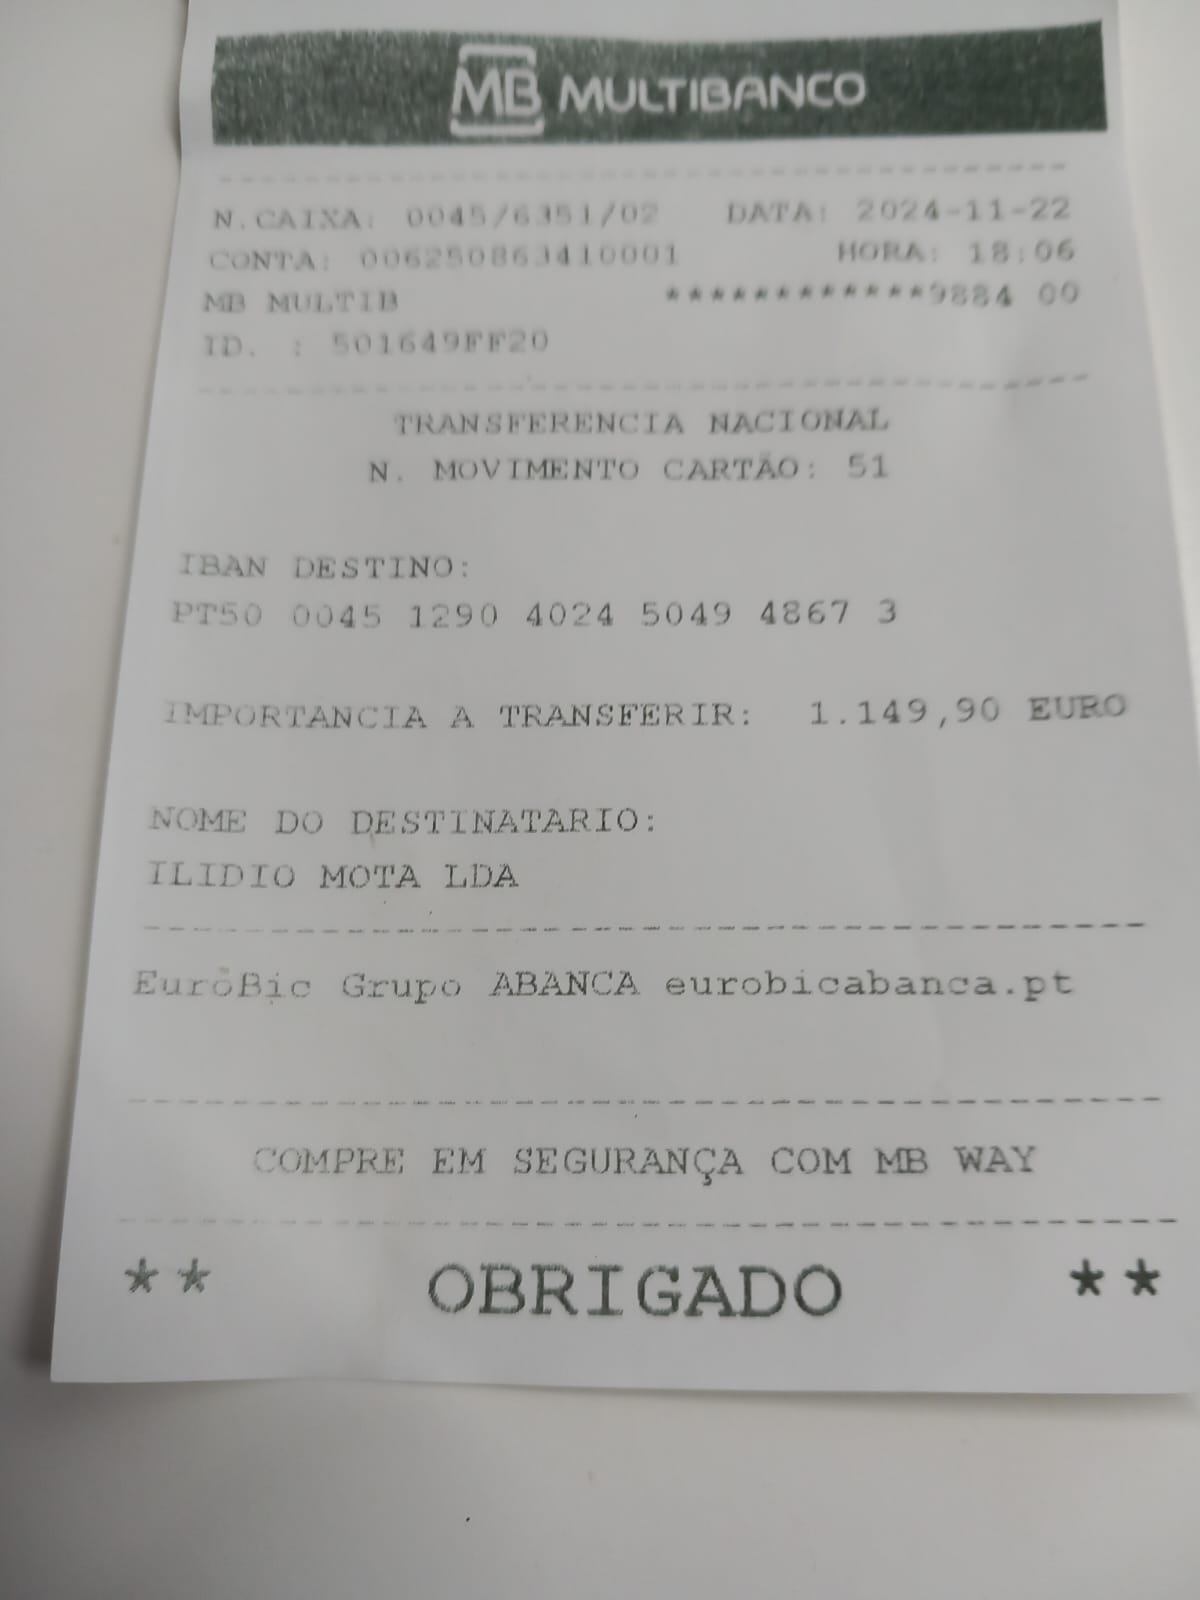 MB MULTIBANCO
N.CAIXA: 0045/6351/02 DATA: 2024-11-22
CONTA: 006250863410001 HORA: 18:06
MB MULTIB ************9884 00
ID. : 501649FF20
TRANSFERENCIA NACIONAL
N. MOVIMENTO CARTÃO: 51
IBAN DESTINO:
PT50 0045 1290 4024 5049 4867 3
IMPORTANCIA A TRANSFERIR: 1.149,90 EURO
NOME DO DESTINATARIO:
ILIDIO MOTA LDA
EuroBic Grupo ABANCA eurobicabanca.pt
COMPRE EM SEGURANÇA COM MB WAY
** OBRIGADO **